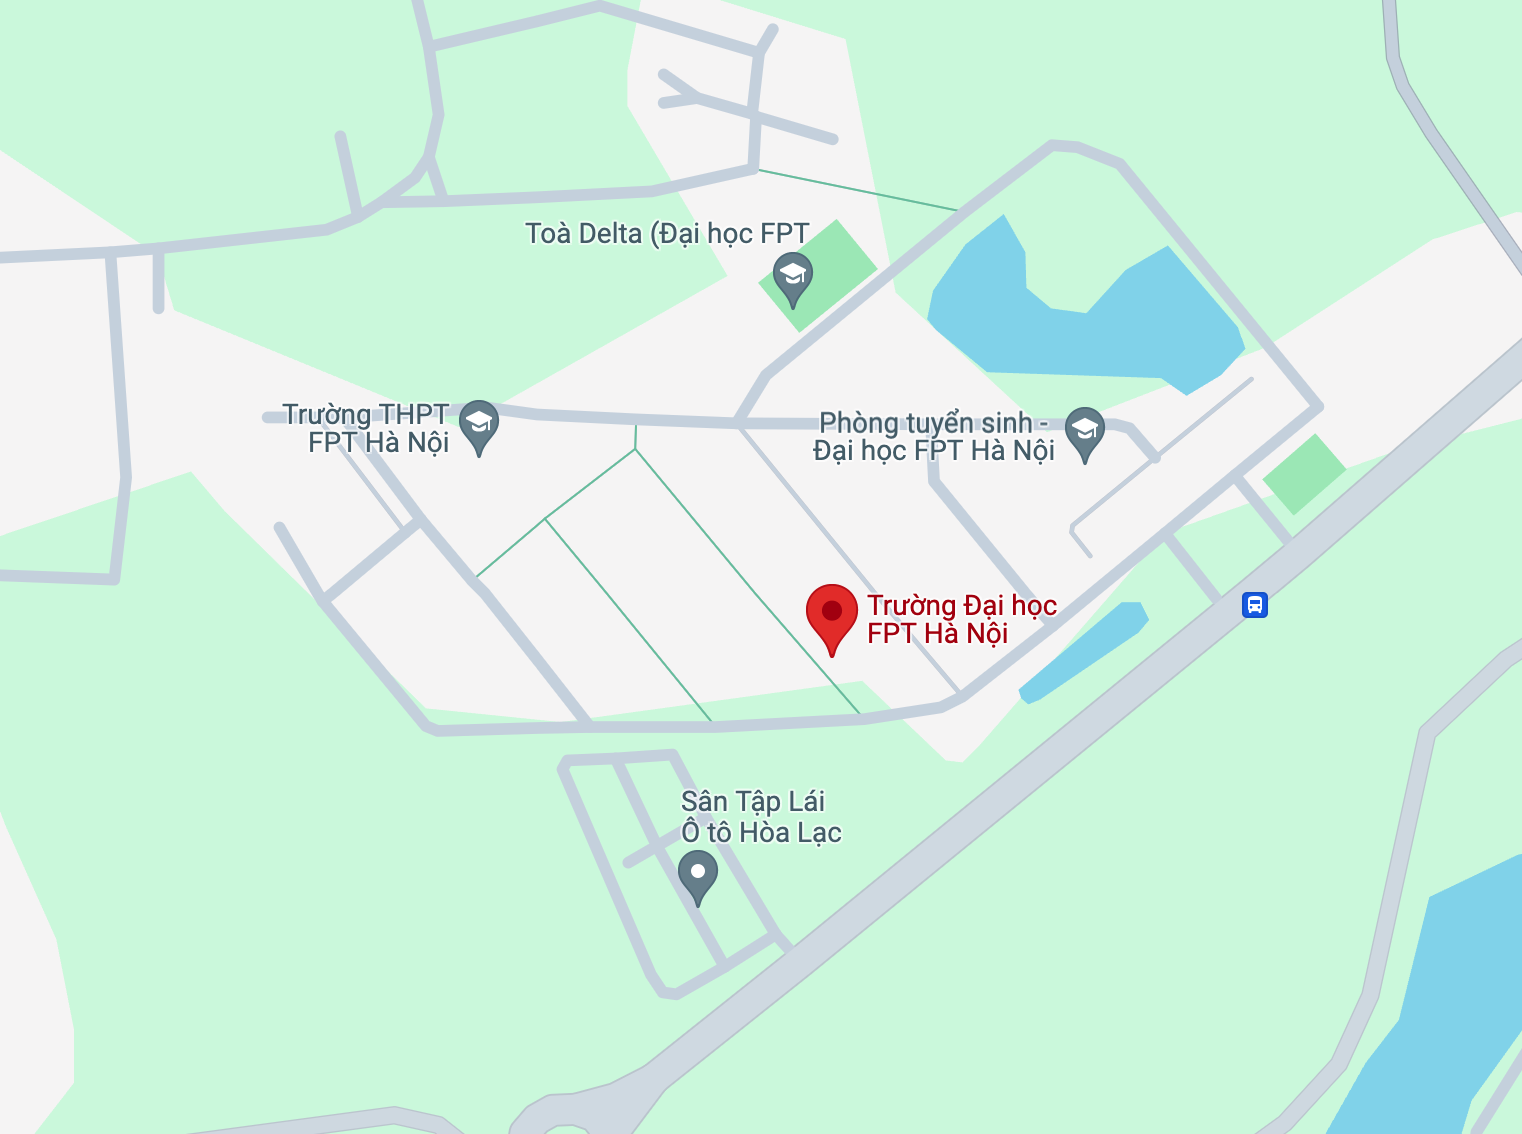 Toà Delta (Đại học FPT
Trường THPT
FPT Hà Nội
Phòng tuyển sinh -
Đại học FPT Hà Nội
Trường Đại học
FPT Hà Nội
Sân Tập Lái
Ô tô Hòa Lạc